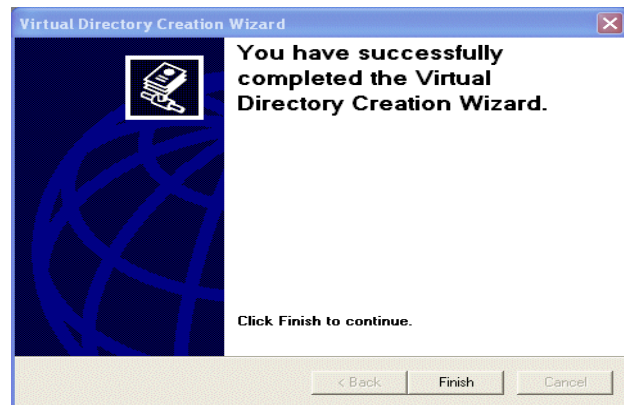 Virtual Directory Creation Wizard
You have successfully
completed the Virtual
Directory Creation Wizard.
Click Finish to continue.
< Back Finish Cancel